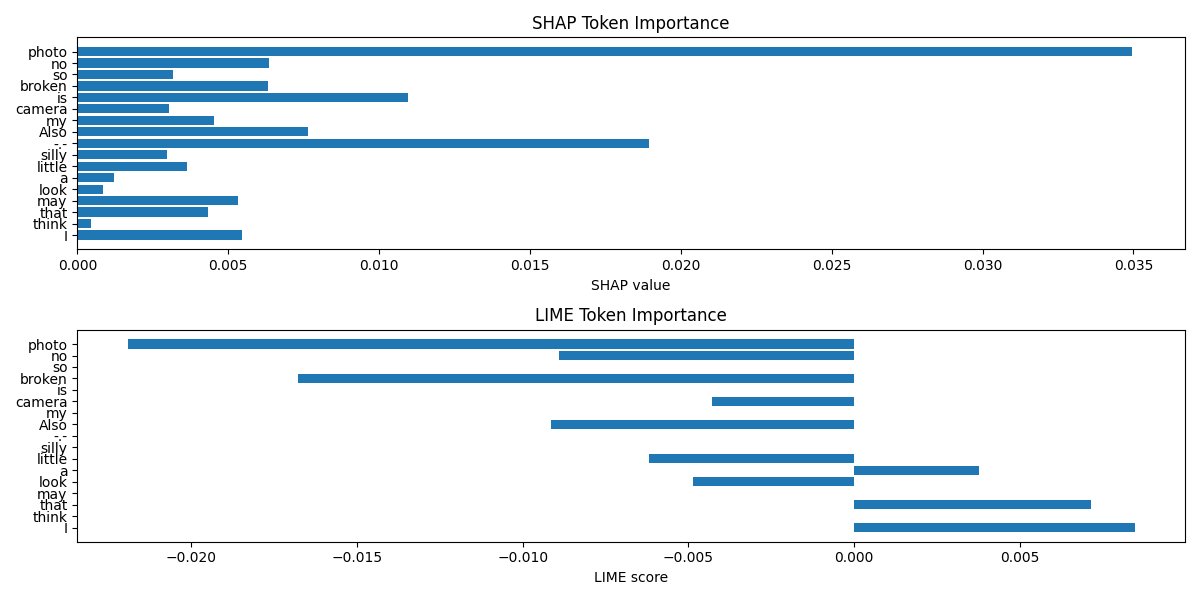 SHAP Token Importance
photo
no
so
broken
is
camera
my
Also
--
silly
little
a
look
may
that
think
I
0.000 0.005 0.010 0.015 0.020 0.025 0.030 0.035
SHAP value
LIME Token Importance
photo
no
so
broken
is
camera
my
Also
--
silly
little
a
look
may
that
think
I
−0.020 −0.015 −0.010 −0.005 0.000 0.005
LIME score